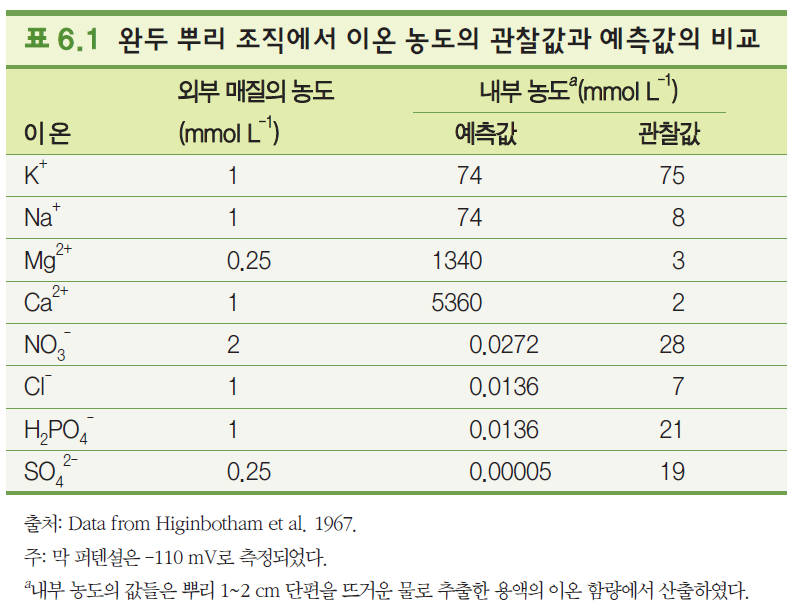 표 6.1 완두 뿌리 조직에서 이온 농도의 관찰값과 예측값의 비교
외부 매질의 농도 내부 농도ᵃ(mmol L⁻¹)
이온 (mmol L⁻¹) 예측값 관찰값
K⁺ 1 74 75
Na⁺ 1 74 8
Mg²⁺ 0.25 1340 3
Ca²⁺ 1 5360 2
NO₃⁻ 2 0.0272 28
Cl⁻ 1 0.0136 7
H₂PO₄⁻ 1 0.0136 21
SO₄²⁻ 0.25 0.00005 19
출처: Data from Higinbotham et al. 1967.
주: 막 퍼텐셜은 -110 mV로 측정되었다.
ᵃ내부 농도의 값들은 뿌리 1~2 cm 단편을 뜨거운 물로 추출한 용액의 이온 함량에서 산출하였다.